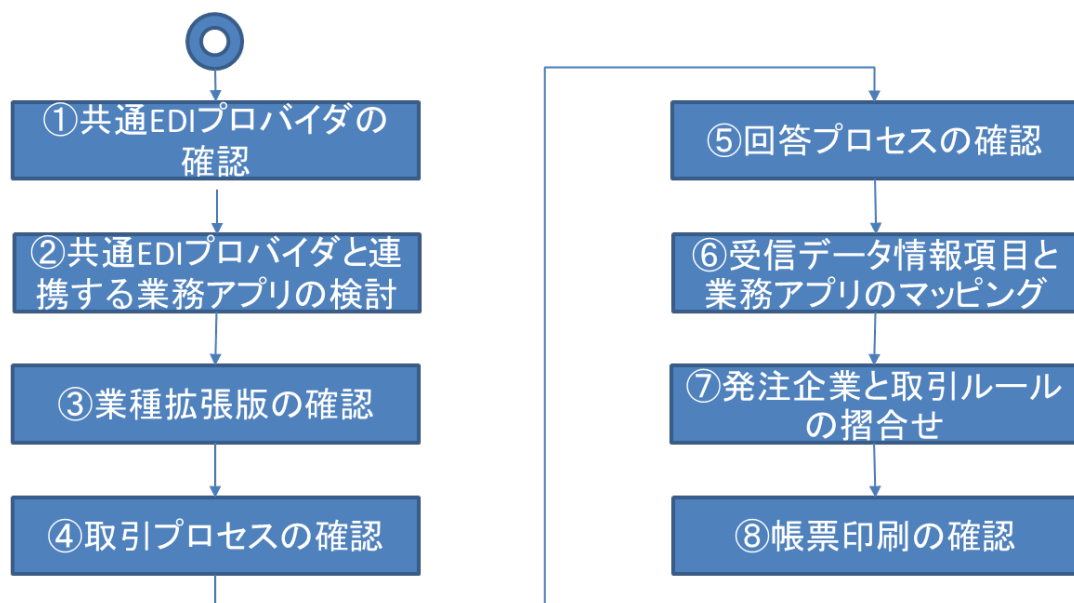 ①共通EDIプロバイダの
確認
②共通EDIプロバイダと連
携する業務アプリの検討
③業種拡張版の確認
④取引プロセスの確認
⑤回答プロセスの確認
⑥受信データ情報項目と
業務アプリのマッピング
⑦発注企業と取引ルール
の摺合せ
⑧帳票印刷の確認